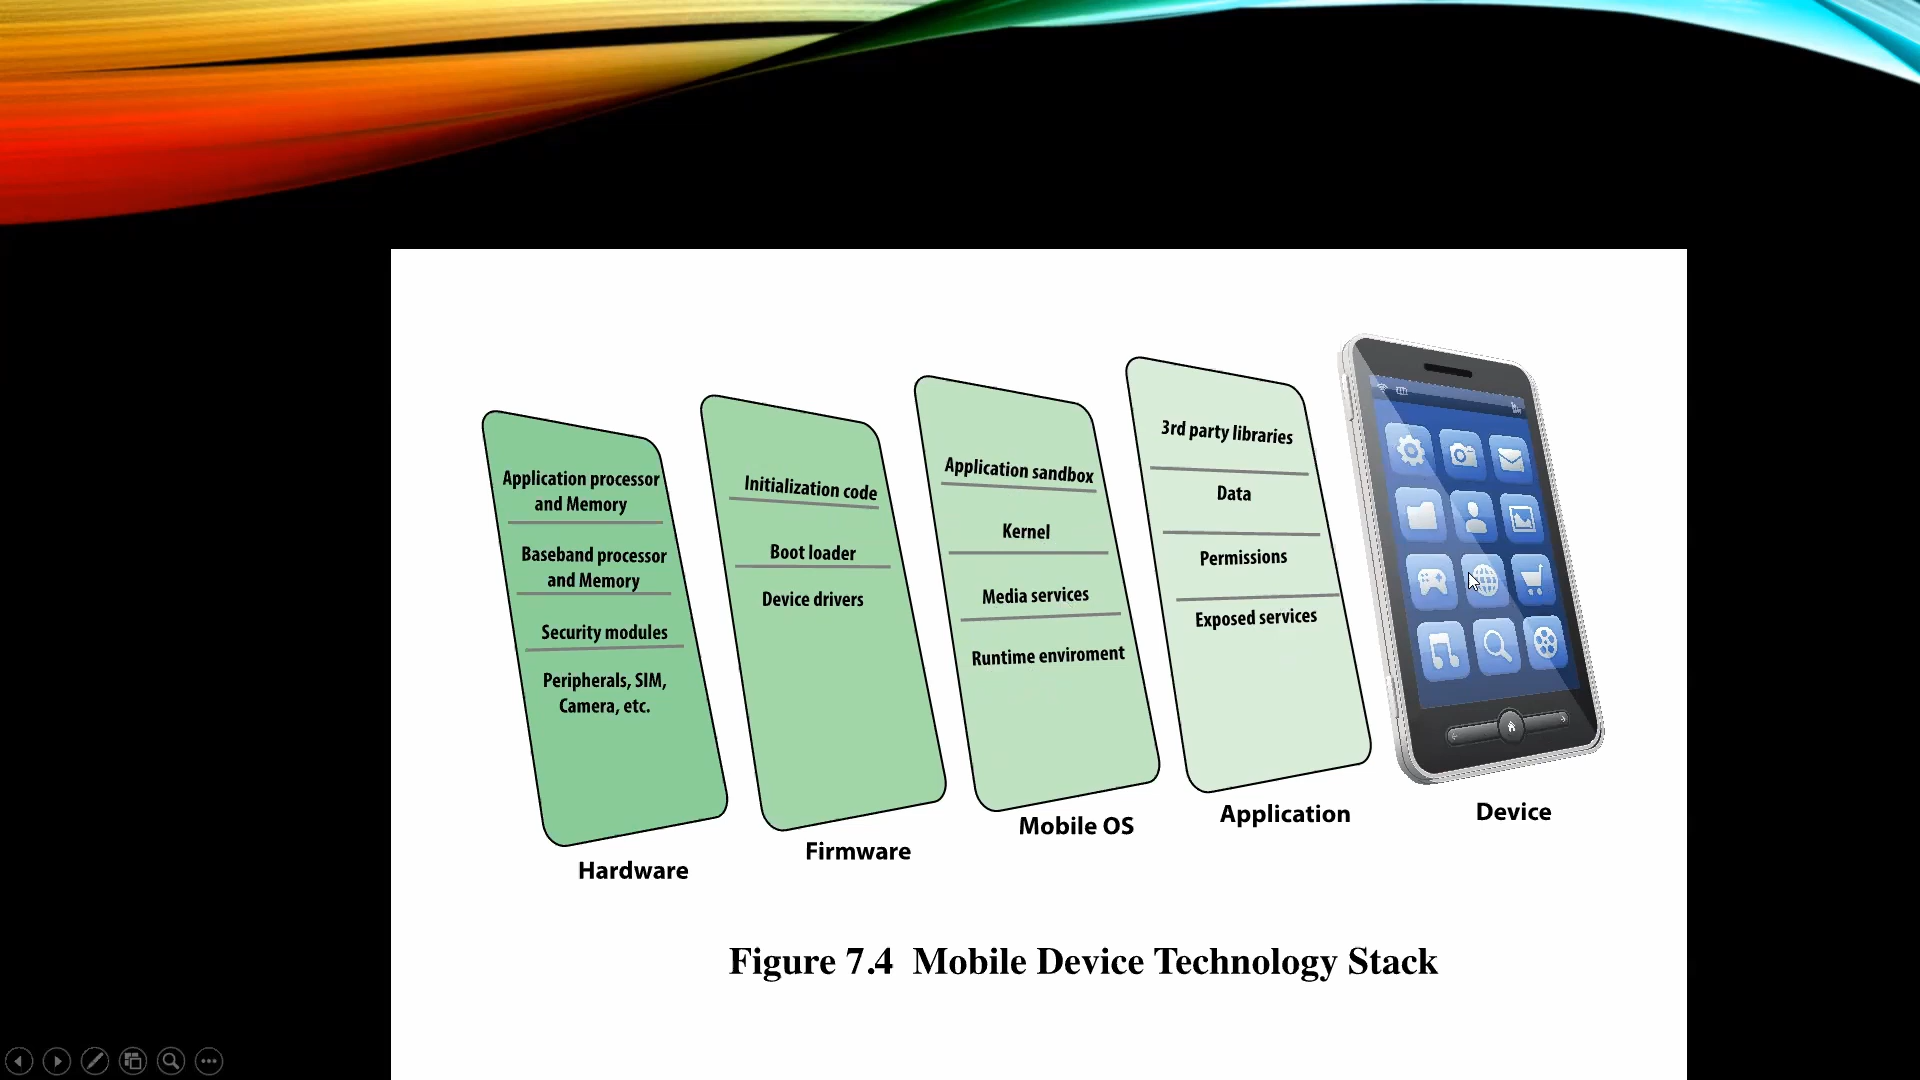 Application processor
and Memory
Baseband processor
and Memory
Security modules
Peripherals, SIM,
Camera, etc.
Hardware
Initialization code
Boot loader
Device drivers
Firmware
Application sandbox
Kernel
Media services
Runtime enviroment
Mobile OS
3rd party libraries
Data
Permissions
Exposed services
Application
Device
Figure 7.4 Mobile Device Technology Stack